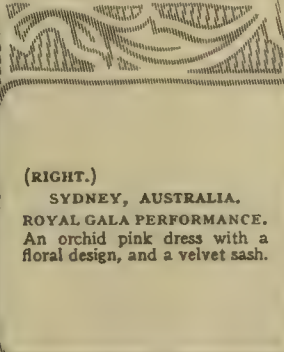 (RIGHT.)
SYDNEY, AUSTRALIA.
ROYAL GALA PERFORMANCE.
An orchid pink dress with a
floral design, and a velvet sash.